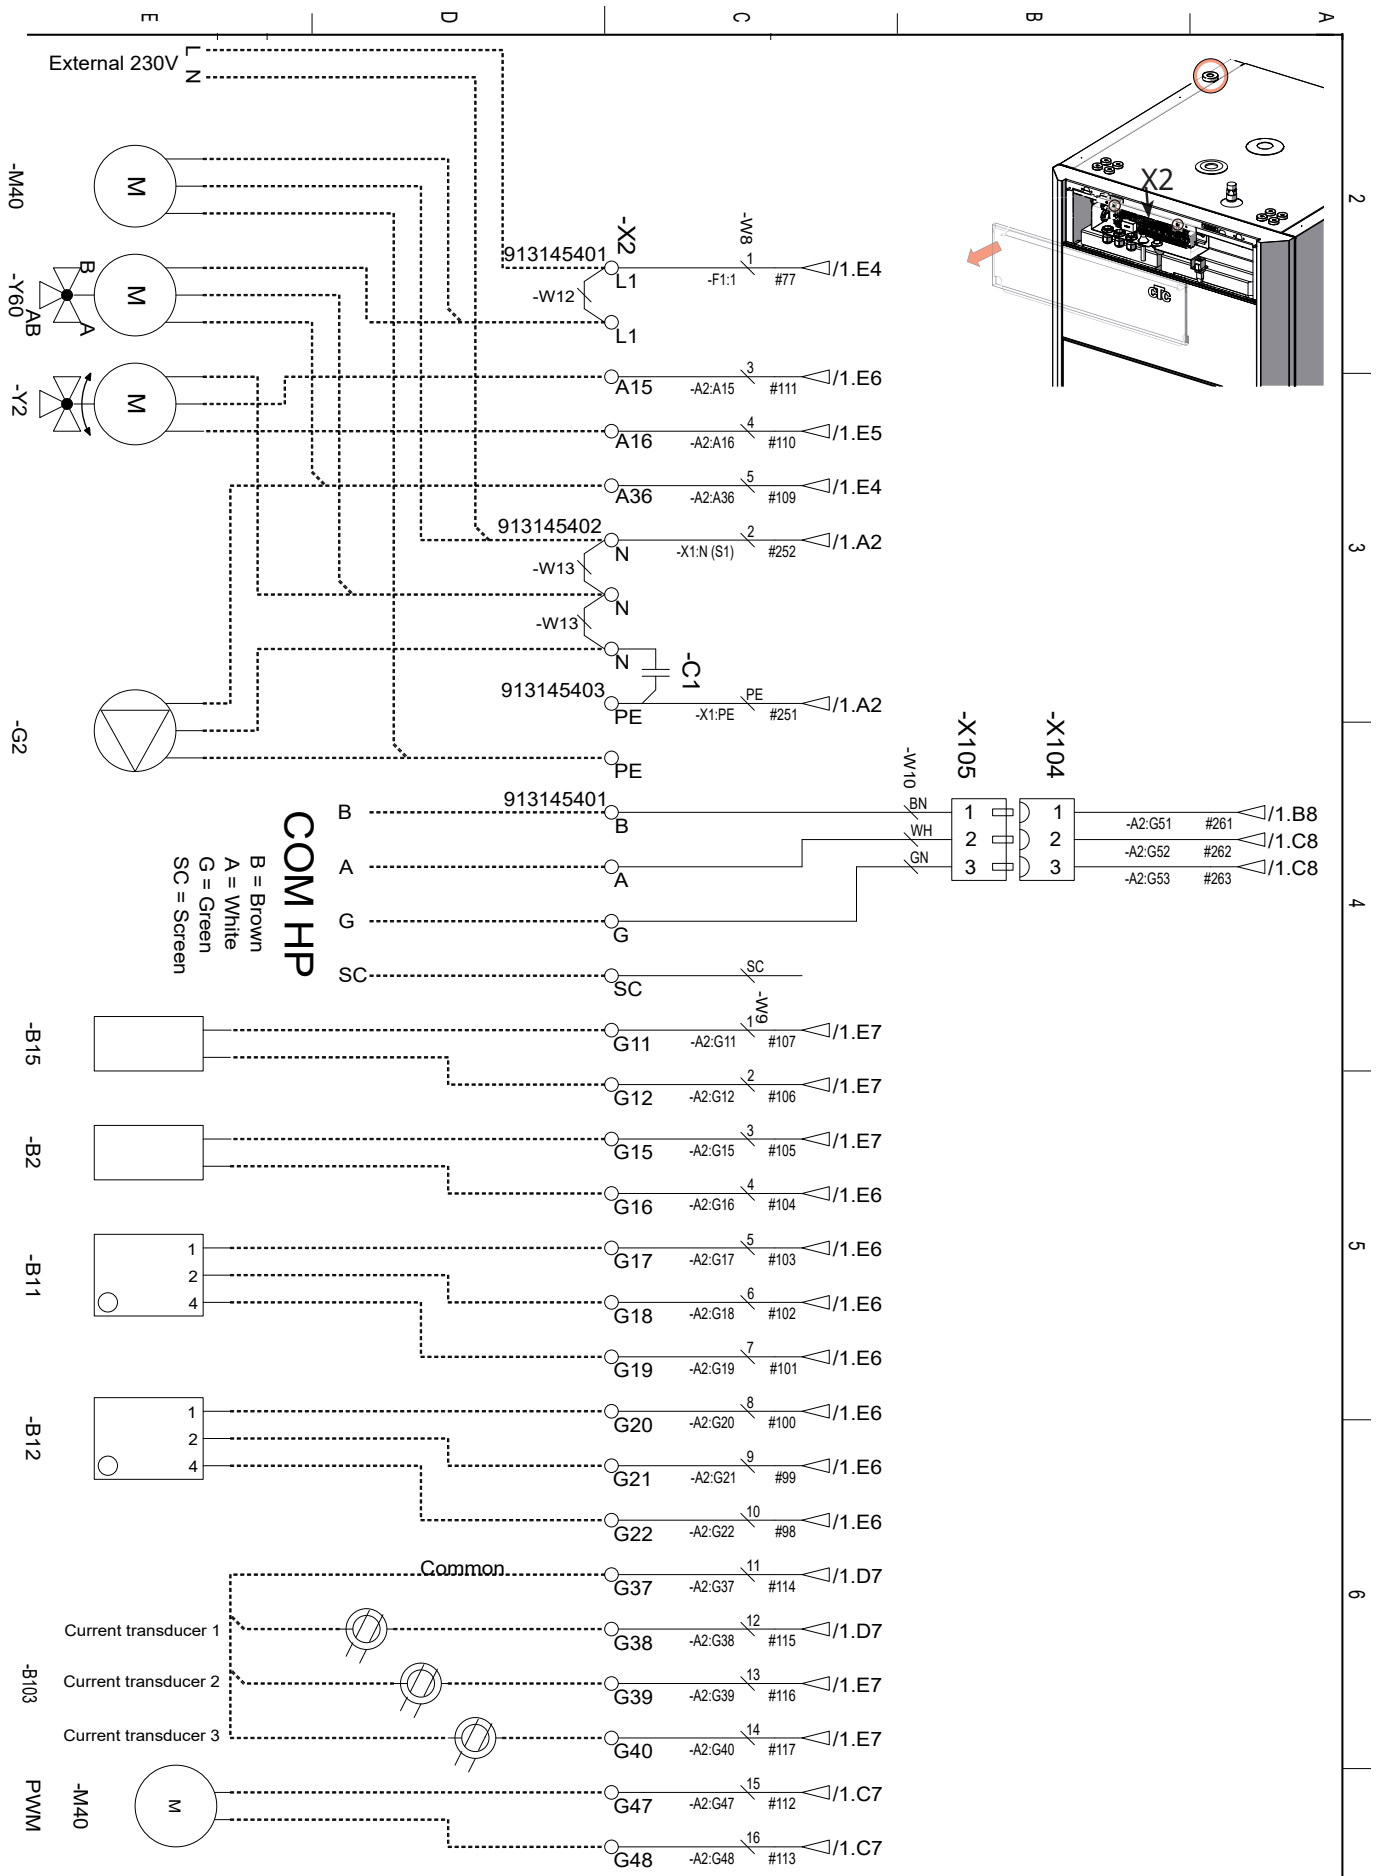 E D C B A
External 230V
L
N
-M40
M
X2
CTC
2
-X2
-W8
913145401
L1
-F1:1
1
#77
/1.E4
-W12
L1
B
A
AB
-Y60
M
A15
-A2:A15
3
#111
/1.E6
-Y2
M
A16
-A2:A16
4
#110
/1.E5
A36
-A2:A36
5
#109
/1.E4
913145402
N
-X1:N (S1)
2
#252
/1.A2
3
-W13
N
-W13
N
-C1
913145403
PE
-X1:PE
PE
#251
/1.A2
-G2
PE
-X105
-X104
-W10
B
913145401
B
BN
1
1
-A2:G51
#261
/1.B8
A
A
WH
2
2
-A2:G52
#262
/1.C8
G
G
GN
3
3
-A2:G53
#263
/1.C8
4
SC
SC
SC
COM HP
B = Brown
A = White
G = Green
SC = Screen
-W9
-B15
G11
-A2:G11
1
#107
/1.E7
G12
-A2:G12
2
#106
/1.E7
-B2
G15
-A2:G15
3
#105
/1.E7
G16
-A2:G16
4
#104
/1.E6
-B11
1
2
4
G17
-A2:G17
5
#103
/1.E6
5
G18
-A2:G18
6
#102
/1.E6
G19
-A2:G19
7
#101
/1.E6
-B12
1
2
4
G20
-A2:G20
8
#100
/1.E6
G21
-A2:G21
9
#99
/1.E6
G22
-A2:G22
10
#98
/1.E6
Common
G37
-A2:G37
11
#114
/1.D7
6
Current transducer 1
G38
-A2:G38
12
#115
/1.D7
-B103
Current transducer 2
G39
-A2:G39
13
#116
/1.E7
Current transducer 3
G40
-A2:G40
14
#117
/1.E7
PWM
-M40
M
G47
-A2:G47
15
#112
/1.C7
G48
-A2:G48
16
#113
/1.C7